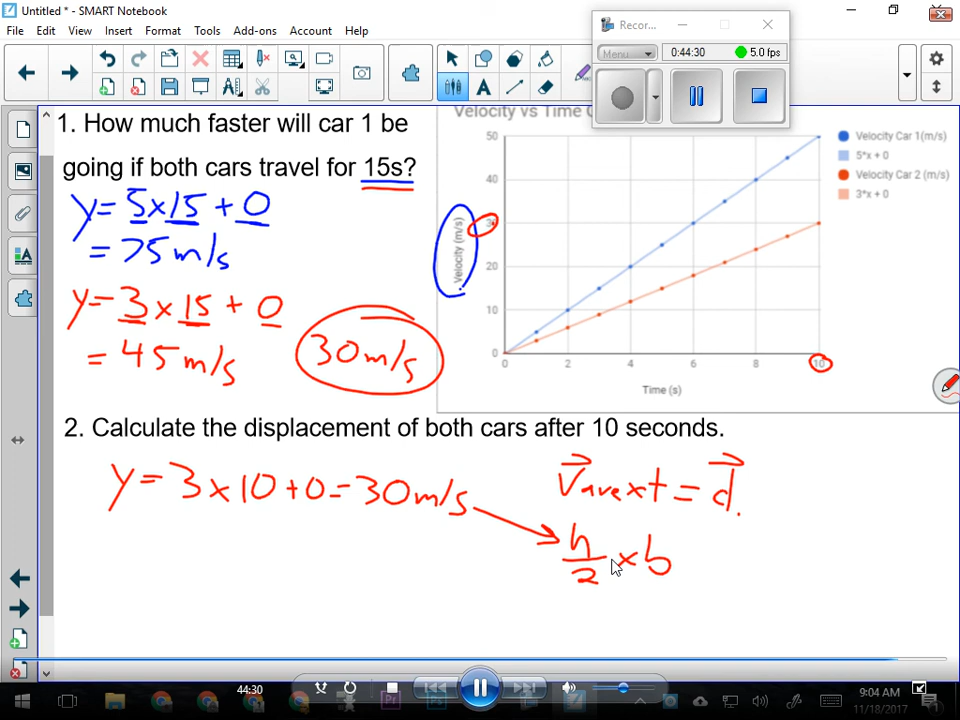 Untitled * - SMART Notebook
File Edit View Insert Format Tools Add-ons Account Help
Recor...
Menu 0:44:30 5.0 fps
1. How much faster will car 1 be
going if both cars travel for 15s?
y= 5x15 + 0
= 75 m/s
y= 3 x 15 + 0
= 45 m/s
30m/s
Velocity vs Time
50
40
30
20
10
0
Velocity (m/s)
0 2 4 6 8 10
Time (s)
Velocity Car 1(m/s)
5*x + 0
Velocity Car 2 (m/s)
3*x + 0
2. Calculate the displacement of both cars after 10 seconds.
y= 3 x 10 + 0 = 30m/s
Vave x t = d.
h/2 x b
44:30
Pr
Ps
9:04 AM
11/18/2017